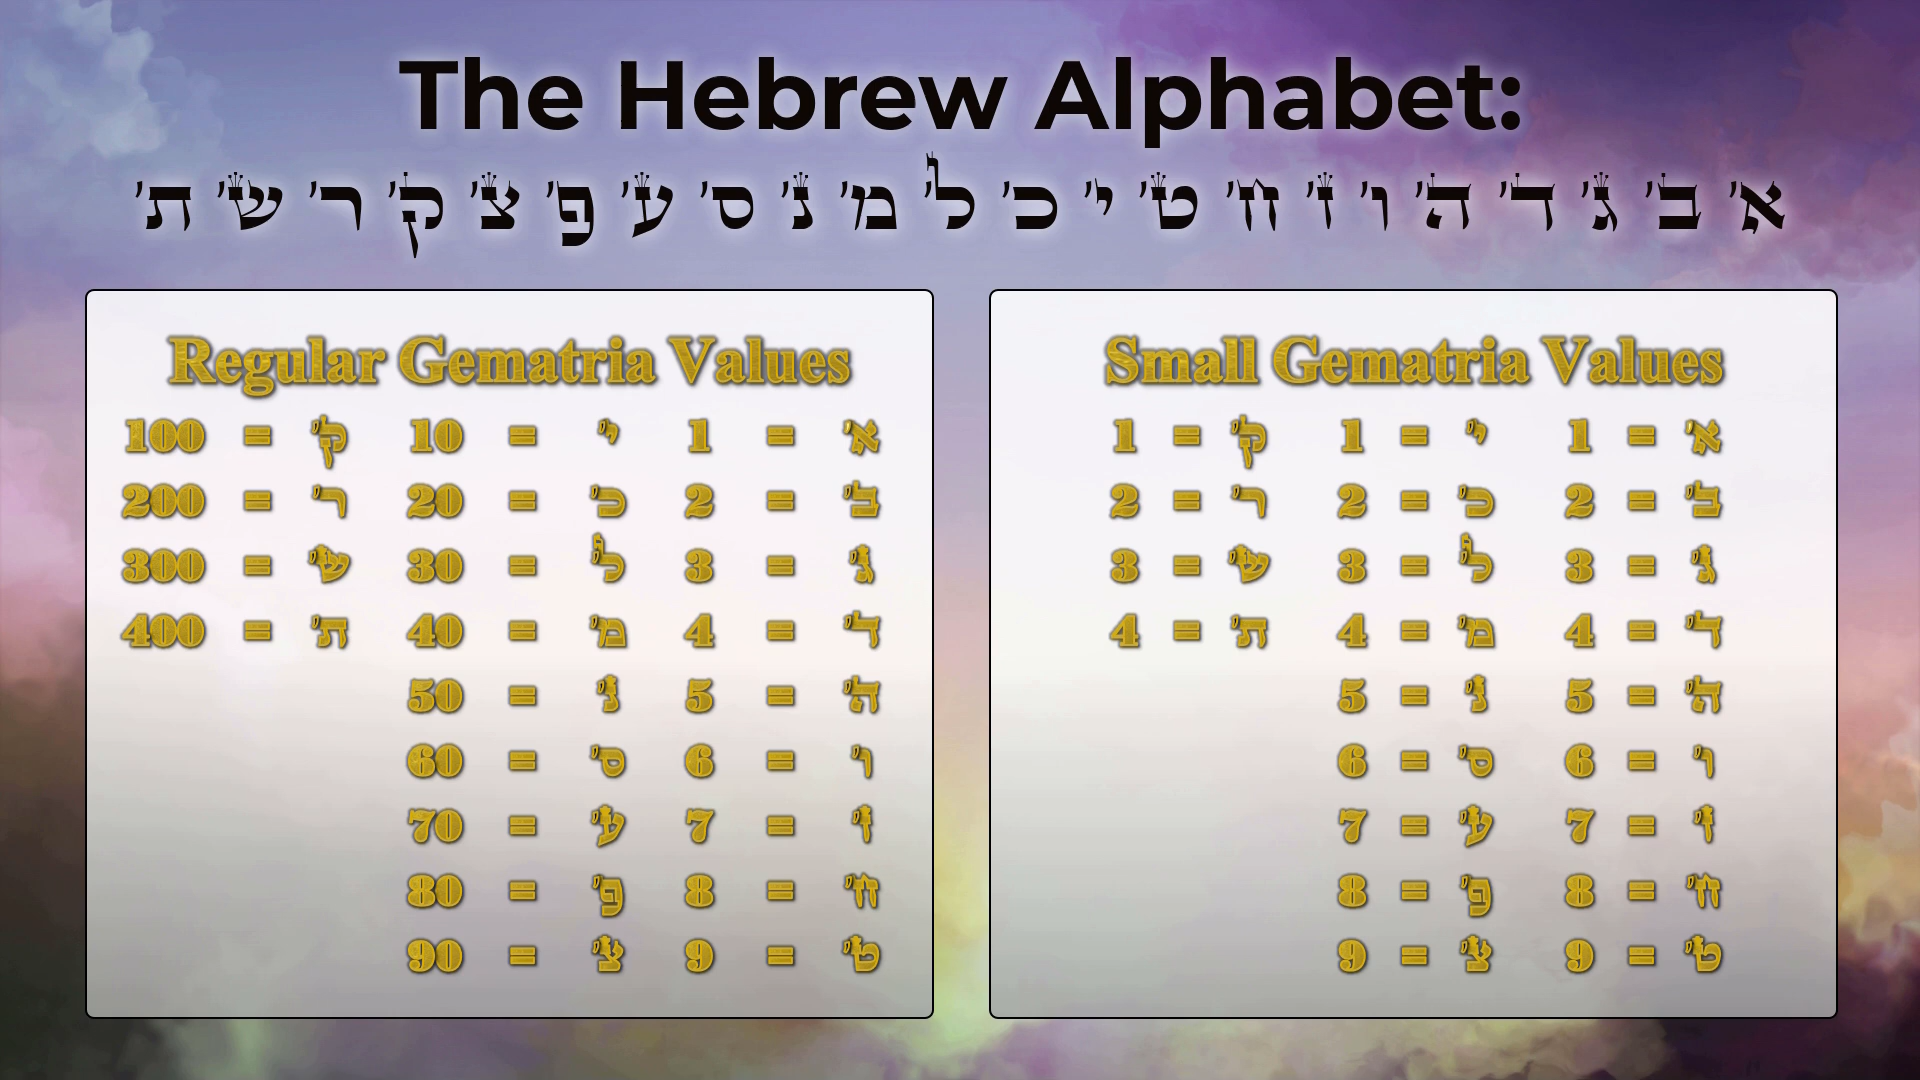 The Hebrew Alphabet:
א' ב' ג' ד' ה' ו' ז' ח' ט' י' כ' ל' מ' נ' ס' ע' פ' צ' ק' ר' ש' ת'
Regular Gematria Values
א' = 1 י' = 10 ק' = 100
ב' = 2 כ' = 20 ר' = 200
ג' = 3 ל' = 30 ש' = 300
ד' = 4 מ' = 40 ת' = 400
ה' = 5 נ' = 50
ו' = 6 ס' = 60
ז' = 7 ע' = 70
ח' = 8 פ' = 80
ט' = 9 צ' = 90
Small Gematria Values
א' = 1 י' = 1 ק' = 1
ב' = 2 כ' = 2 ר' = 2
ג' = 3 ל' = 3 ש' = 3
ד' = 4 מ' = 4 ת' = 4
ה' = 5 נ' = 5
ו' = 6 ס' = 6
ז' = 7 ע' = 7
ח' = 8 פ' = 8
ט' = 9 צ' = 9